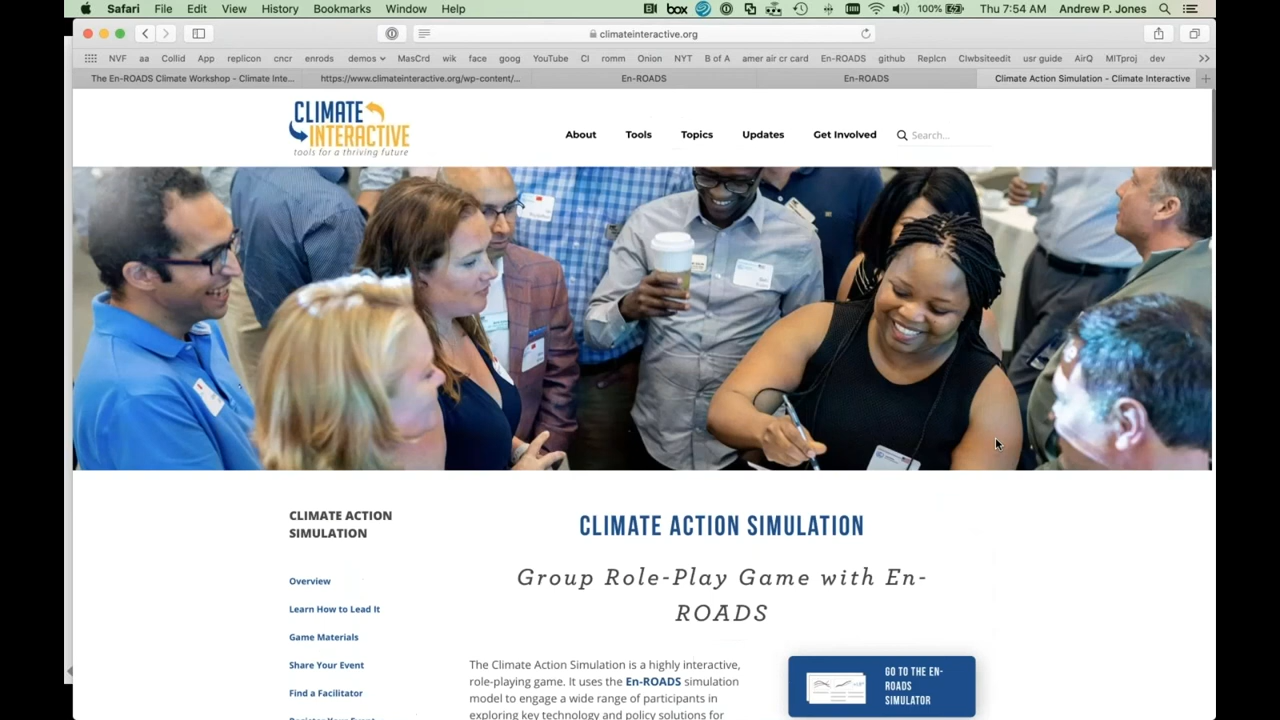 Safari File Edit View History Bookmarks Window Help box 100% Thu 7:54 AM Andrew P. Jones
climateinteractive.org
NVF aa Collid App replicon cncr enrods demos MasCrd wik face goog YouTube CI romm Onion NYT B of A amer air cr card En-ROADS github Replcn Clwbsiteedit usr guide AirQ MITproj dev
The En-ROADS Climate Workshop - Climate Inte... https://www.climateinteractive.org/wp-content/... En-ROADS En-ROADS Climate Action Simulation - Climate Interactive
CLIMATE
INTERACTIVE
tools for a thriving future
About Tools Topics Updates Get Involved Search...
CLIMATE ACTION
SIMULATION
Overview
Learn How to Lead It
Game Materials
Share Your Event
Find a Facilitator
Register Your Event
CLIMATE ACTION SIMULATION
Group Role-Play Game with En-
ROADS
The Climate Action Simulation is a highly interactive,
role-playing game. It uses the En-ROADS simulation
model to engage a wide range of participants in
exploring key technology and policy solutions for
GO TO THE EN-
ROADS
SIMULATOR